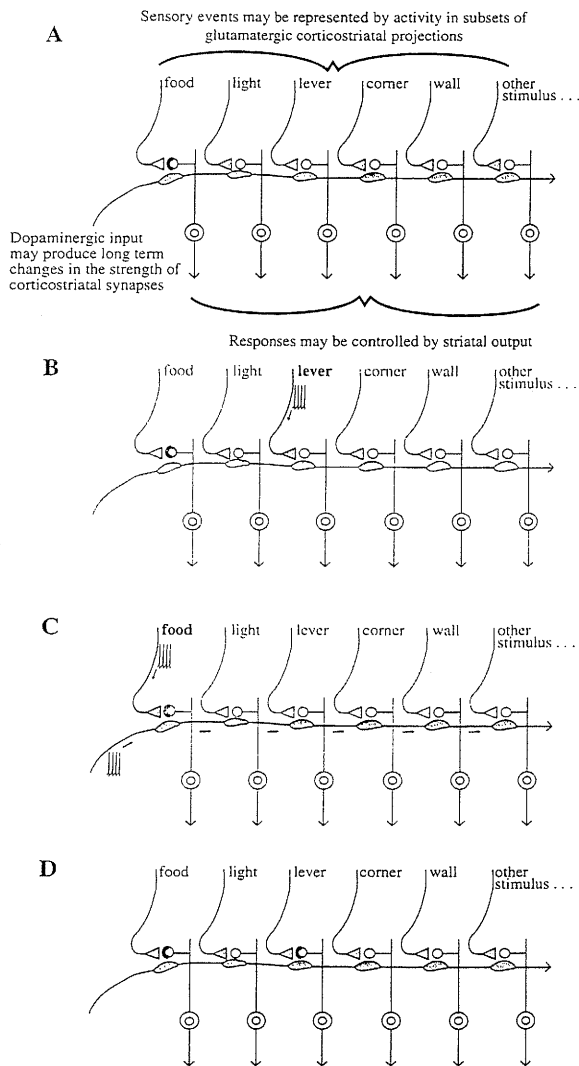 A
Sensory events may be represented by activity in subsets of
glutamatergic corticostriatal projections
food light lever corner wall other
stimulus . . .
Dopaminergic input
may produce long term
changes in the strength of
corticostriatal synapses
Responses may be controlled by striatal output
B
food light lever corner wall other
stimulus . . .
C
food light lever corner wall other
stimulus . . .
D
food light lever corner wall other
stimulus . . .